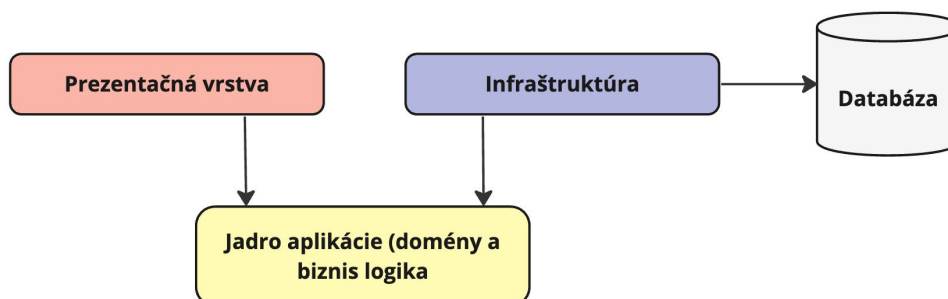 Prezentačná vrstva
Infraštruktúra
Databáza
Jadro aplikácie (domény a
biznis logika